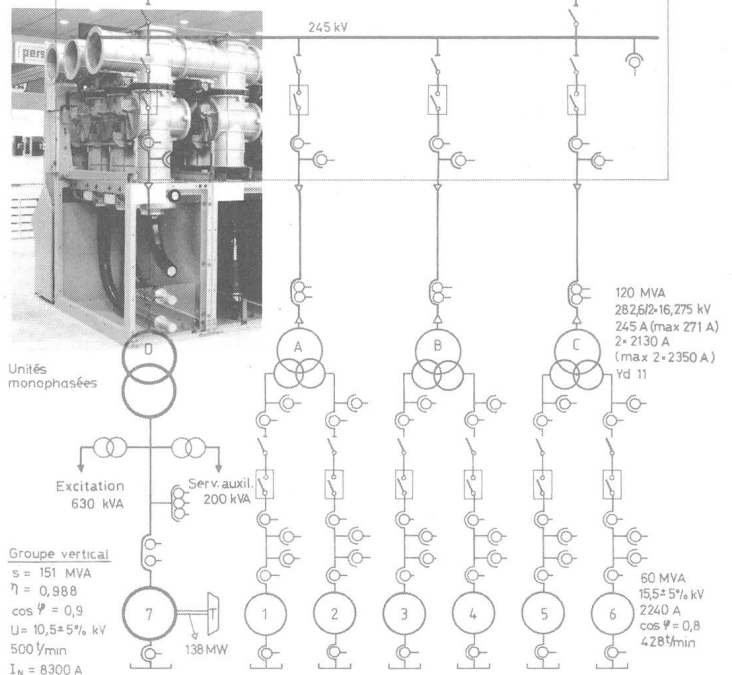 245 kV
pers
120 MVA
282,6/2×16,275 kV
245 A (max 271 A)
2×2130 A
(max 2×2350 A)
Yd 11
D
A
B
C
Unités
monophasées
Excitation
630 kVA
Serv. auxil.
200 kVA
Groupe vertical
s = 151 MVA
η = 0,988
cos φ = 0,9
U = 10,5±5% kV
500 t/min
I_N = 8300 A
7
T
138 MW
1
2
3
4
5
6
60 MVA
15,5±5% kV
2240 A
cos φ = 0,8
428 t/min